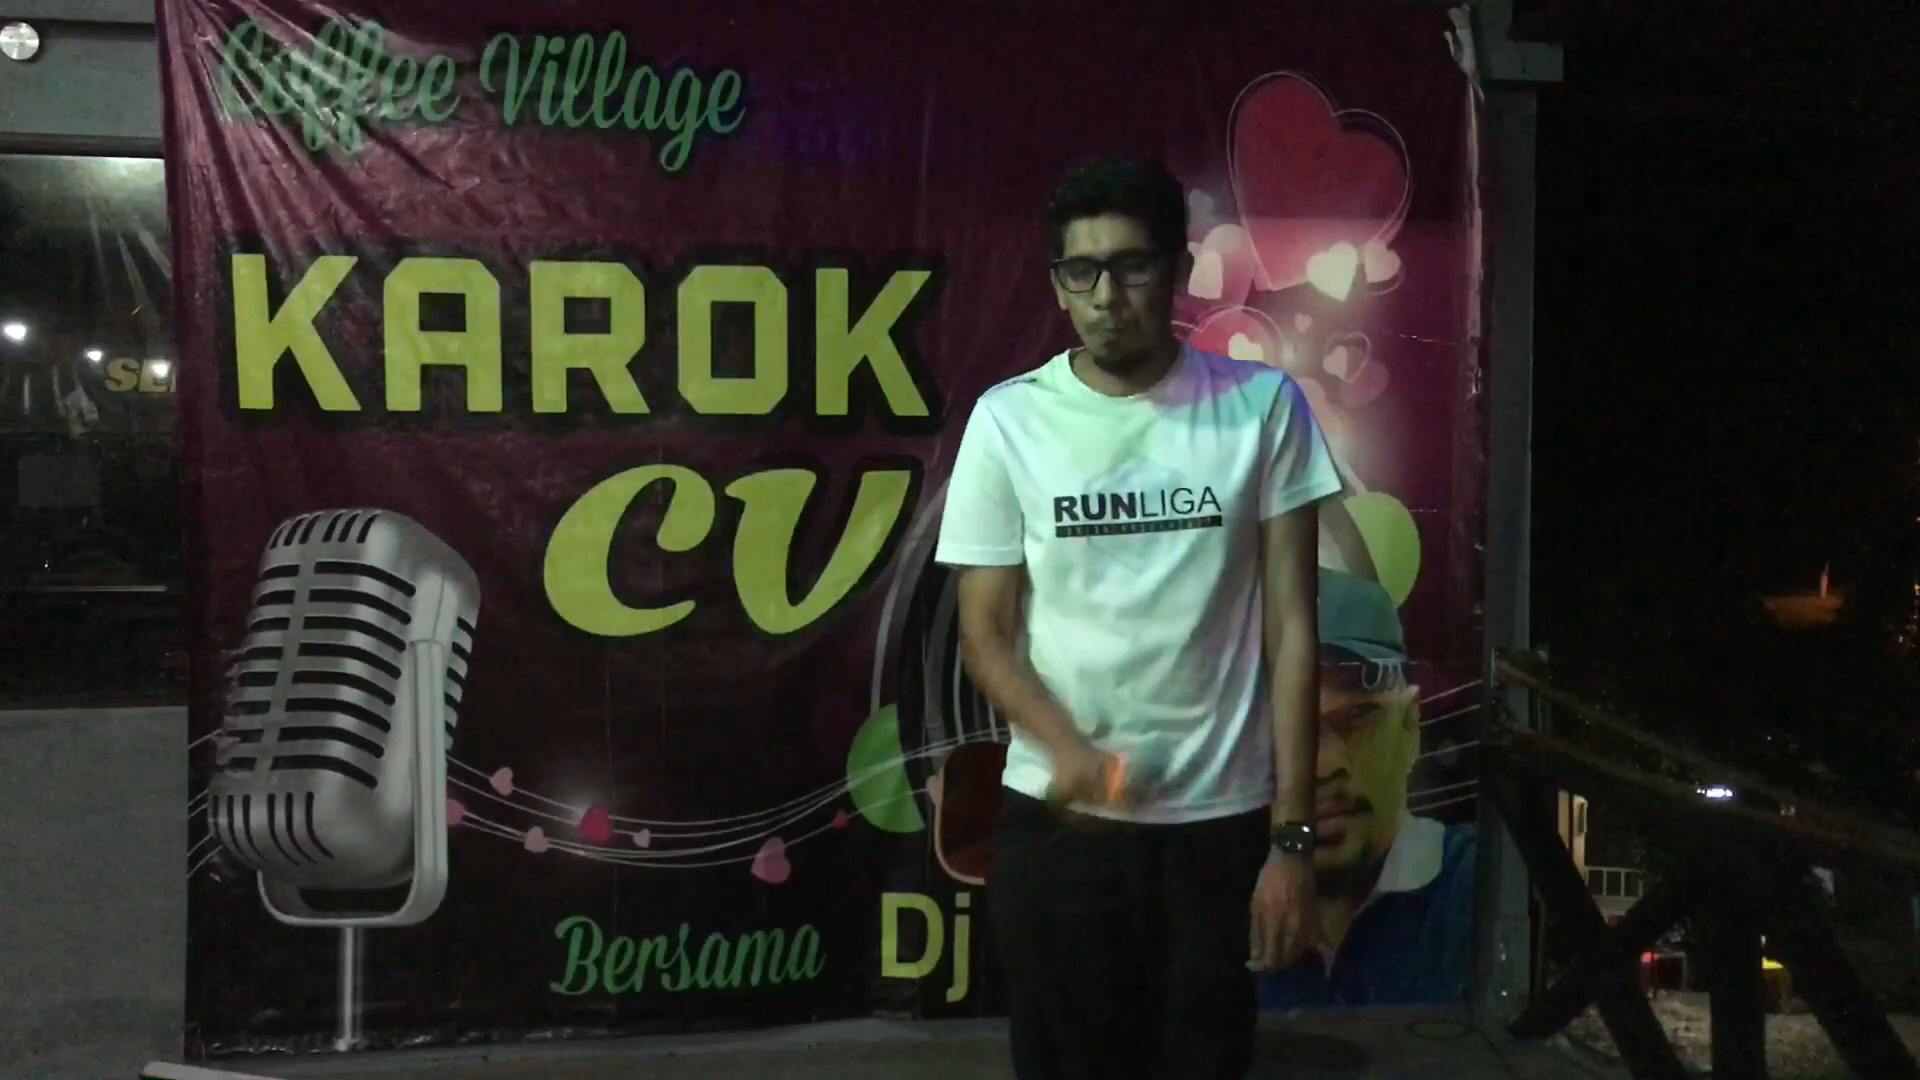 Coffee Village
KAROK
CV
RUNLIGA
Bersama Dj